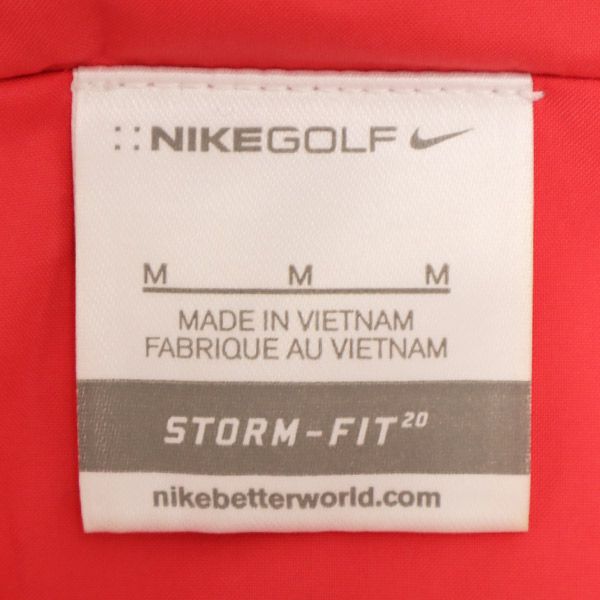 NIKEGOLF
M M M
MADE IN VIETNAM
FABRIQUE AU VIETNAM
STORM-FIT 20
nikebetterworld.com